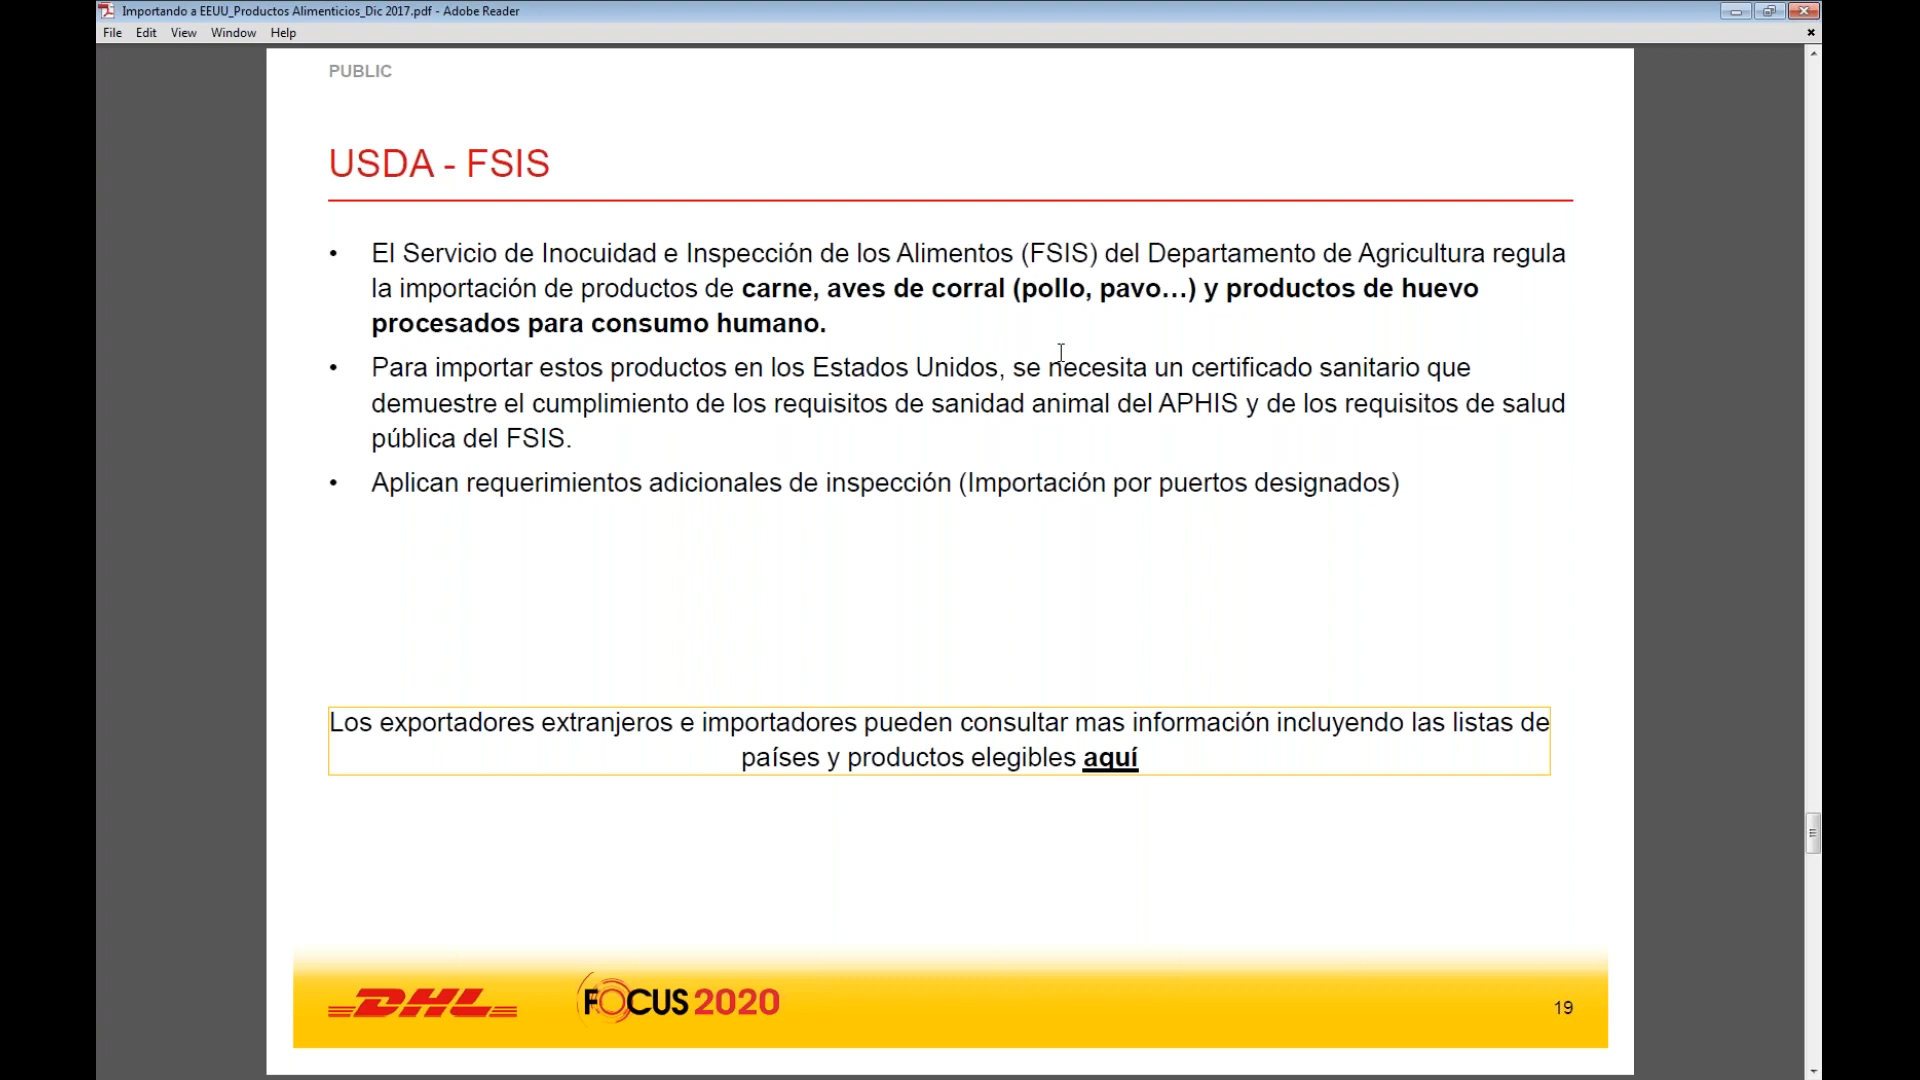 Importando a EEUU_Productos Alimenticios_Dic 2017.pdf - Adobe Reader
File Edit View Window Help
PUBLIC
USDA - FSIS
• El Servicio de Inocuidad e Inspección de los Alimentos (FSIS) del Departamento de Agricultura regula
la importación de productos de carne, aves de corral (pollo, pavo…) y productos de huevo
procesados para consumo humano.
• Para importar estos productos en los Estados Unidos, se necesita un certificado sanitario que
demuestre el cumplimiento de los requisitos de sanidad animal del APHIS y de los requisitos de salud
pública del FSIS.
• Aplican requerimientos adicionales de inspección (Importación por puertos designados)
Los exportadores extranjeros e importadores pueden consultar mas información incluyendo las listas de
países y productos elegibles aquí
DHL FOCUS 2020 19